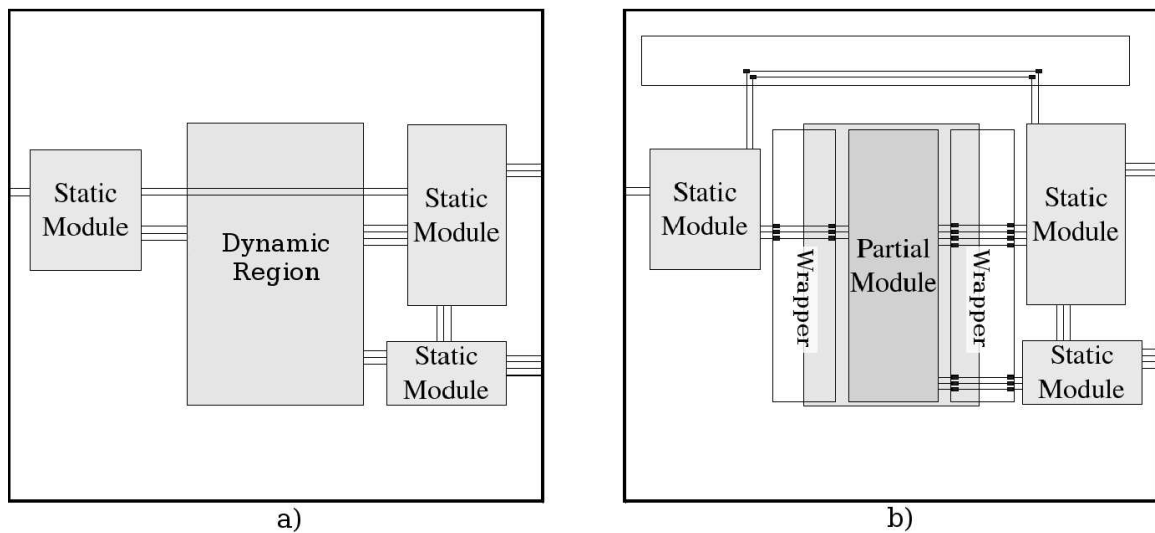 Static
Module
Dynamic
Region
Static
Module
Static
Module
a)
Static
Module
Wrapper
Partial
Module
Wrapper
Static
Module
Static
Module
b)